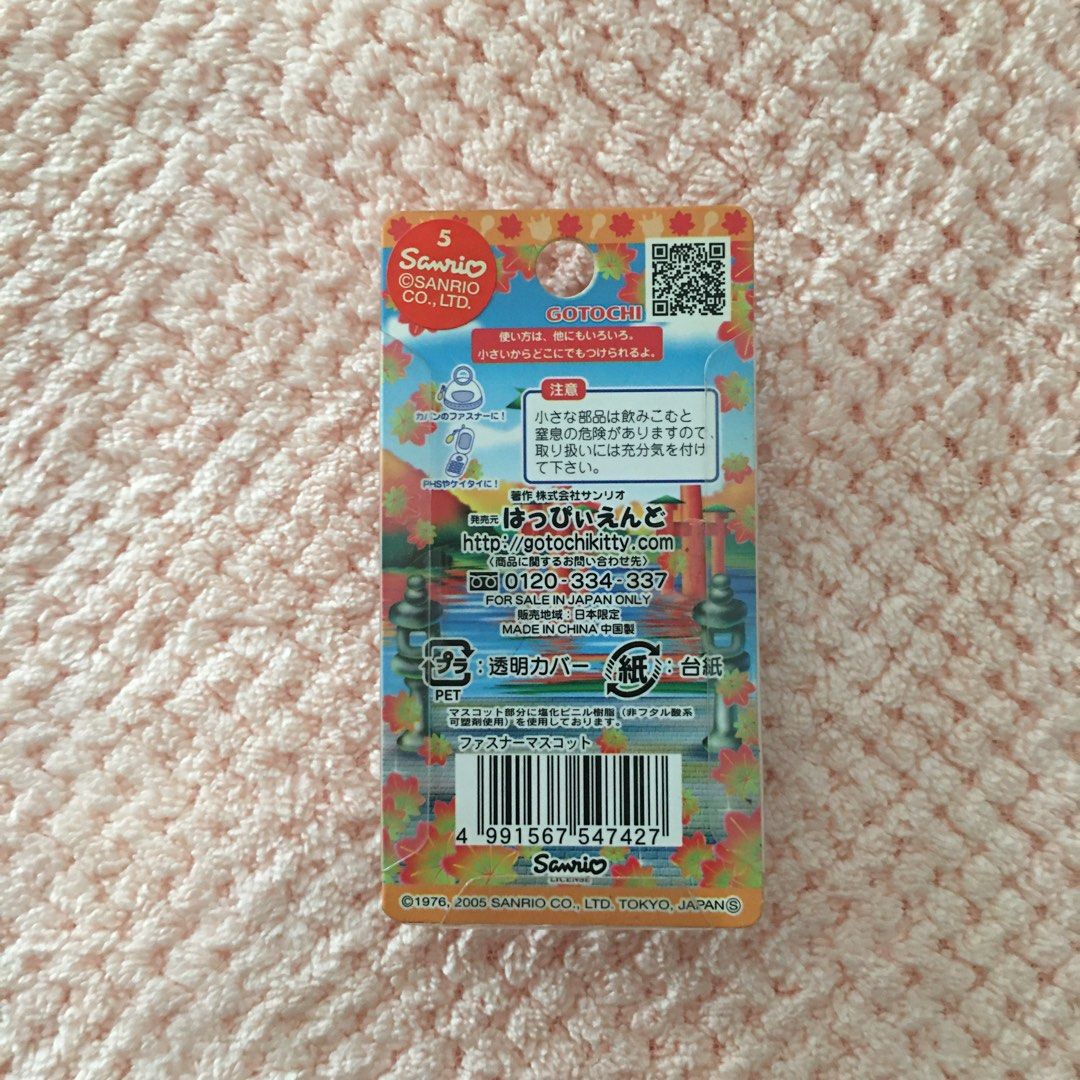 5
Sanrio
©SANRIO
CO., LTD.
GOTOCHI
使い方は、他にもいろいろ。
小さいからどこにでもつけられるよ。
カバンのファスナーに!
PHSやケイタイに!
注意
小さな部品は飲みこむと
窒息の危険がありますので、
取り扱いには充分気を付け
て下さい。
著作 株式会社サンリオ
発売元 はっぴぃえんど
http://gotochikitty.com
〈商品に関するお問い合わせ先〉
0120-334-337
FOR SALE IN JAPAN ONLY
販売地域:日本限定
MADE IN CHINA 中国製
プラ:透明カバー 紙:台紙
PET
マスコット部分に塩化ビニル樹脂(非フタル酸系
可塑剤使用)を使用しております。
ファスナーマスコット
4 991567 547427
Sanrio
LICENSE
©1976, 2005 SANRIO CO., LTD. TOKYO, JAPAN Ⓢ